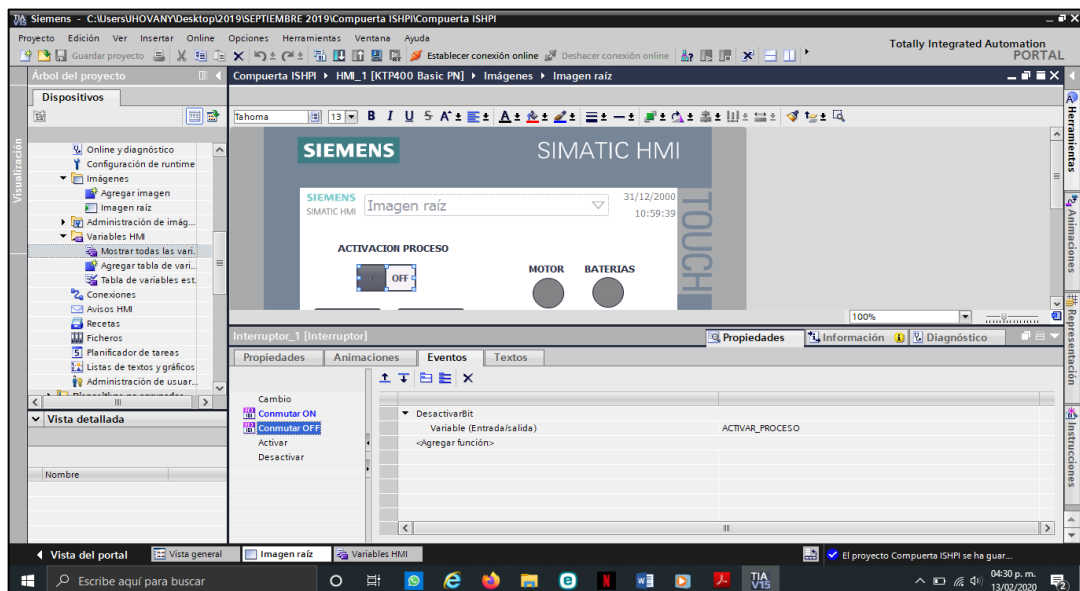 Siemens - C:\Users\JHOVANY\Desktop\2019\SEPTIEMBRE 2019\Compuerta ISHPI\Compuerta ISHPI
Proyecto Edición Ver Insertar Online Opciones Herramientas Ventana Ayuda
Guardar proyecto Establecer conexión online Deshacer conexión online
Totally Integrated Automation
PORTAL
Árbol del proyecto
Compuerta ISHPI HMI_1 [KTP400 Basic PN] Imágenes Imagen raíz
Dispositivos
Tahoma 13 B I U S A
Visualización
Online y diagnóstico
Configuración de runtime
Imágenes
Agregar imagen
Imagen raíz
Administración de imág...
Variables HMI
Mostrar todas las vari.
Agregar tabla de vari...
Tabla de variables est.
Conexiones
Avisos HMI
Recetas
Ficheros
Planificador de tareas
Listas de textos y gráficos
Administración de usuar...
SIEMENS SIMATIC HMI
SIEMENS
SIMATIC HMI
Imagen raíz
31/12/2000
10:59:39
TOUCH
ACTIVACION PROCESO
OFF
MOTOR BATERIAS
100%
Herramientas
Animaciones
Representación
Instrucciones
Vista detallada
Nombre
Interruptor_1 [Interruptor]
Propiedades Información Diagnóstico
Propiedades Animaciones Eventos Textos
Cambio
Conmutar ON
Conmutar OFF
Activar
Desactivar
DesactivarBit
Variable (Entrada/salida) ACTIVAR_PROCESO
<Agregar función>
Vista del portal Vista general Imagen raíz Variables HMI El proyecto Compuerta ISHPI se ha guar...
Escribe aquí para buscar
TIA
V15
04:30 p. m.
13/02/2020
2